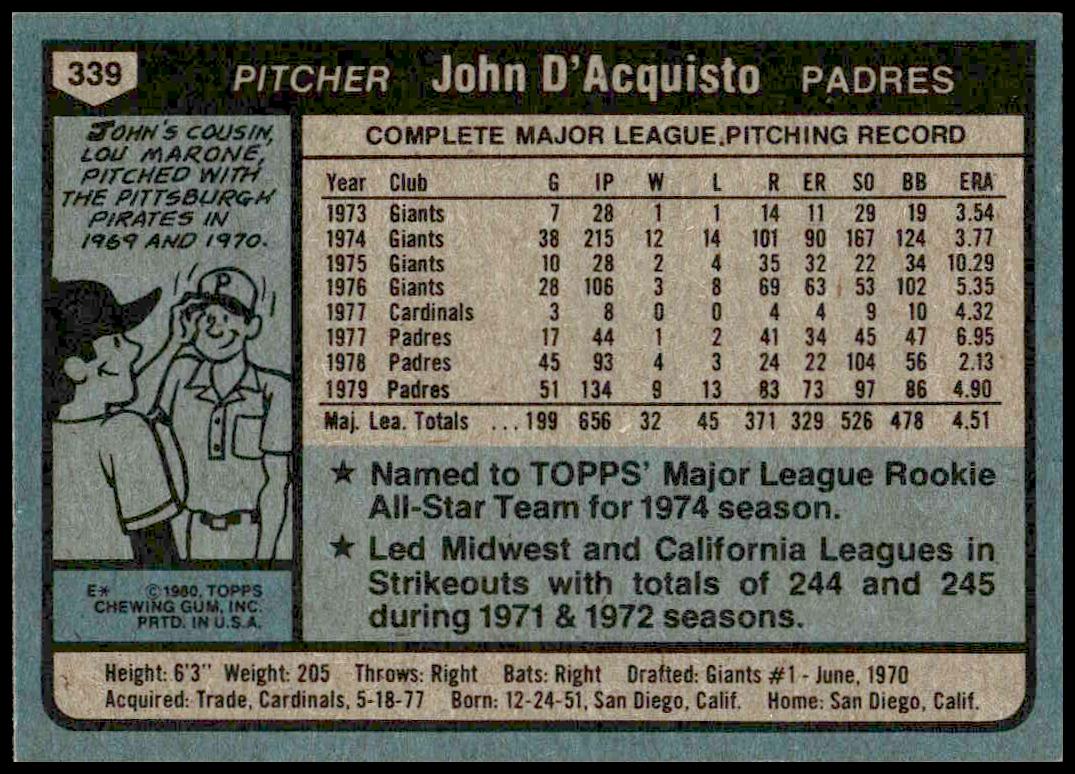 339
PITCHER John D'Acquisto PADRES
JOHN'S COUSIN,
LOU MARONE,
PITCHED WITH
THE PITTSBURGH
PIRATES IN
1969 AND 1970.
P
COMPLETE MAJOR LEAGUE PITCHING RECORD
Year Club G IP W L R ER SO BB ERA
1973 Giants 7 28 1 1 14 11 29 19 3.54
1974 Giants 38 215 12 14 101 90 167 124 3.77
1975 Giants 10 28 2 4 35 32 22 34 10.29
1976 Giants 28 106 3 8 69 63 53 102 5.35
1977 Cardinals 3 8 0 0 4 4 9 10 4.32
1977 Padres 17 44 1 2 41 34 45 47 6.95
1978 Padres 45 93 4 3 24 22 104 56 2.13
1979 Padres 51 134 9 13 83 73 97 86 4.90
Maj. Lea. Totals ... 199 656 32 45 371 329 526 478 4.51
★ Named to TOPPS' Major League Rookie
All-Star Team for 1974 season.
★ Led Midwest and California Leagues in
Strikeouts with totals of 244 and 245
during 1971 & 1972 seasons.
E* ©1980, TOPPS
CHEWING GUM, INC.
PRTD. IN U.S.A.
Height: 6'3" Weight: 205 Throws: Right Bats: Right Drafted: Giants #1 - June, 1970
Acquired: Trade, Cardinals, 5-18-77 Born: 12-24-51, San Diego, Calif. Home: San Diego, Calif.